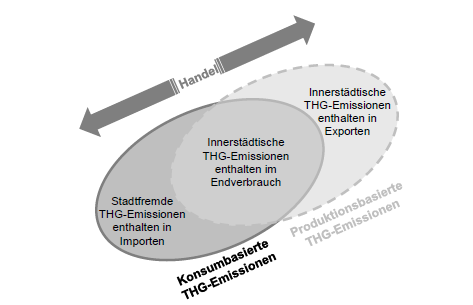 Handel
Innerstädtische
THG-Emissionen
enthalten in
Exporten
Innerstädtische
THG-Emissionen
enthalten im
Endverbrauch
Stadtfremde
THG-Emissionen
enthalten in
Importen
Produktionsbasierte
THG-Emissionen
Konsumbasierte
THG-Emissionen